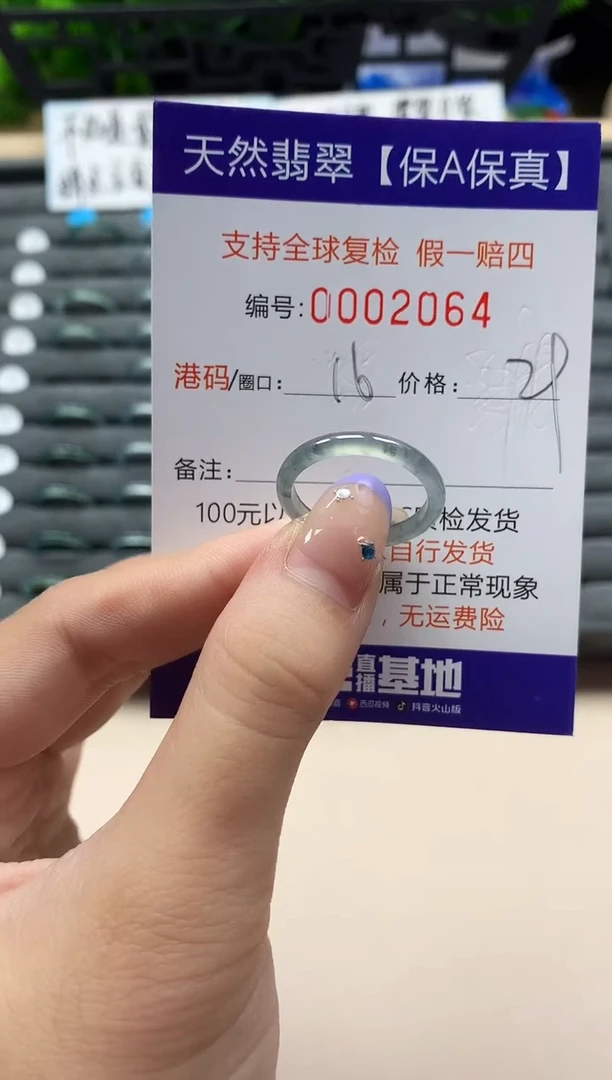 天然翡翠【保A保真】
支持全球复检 假一赔四
编号:0002064
港码/圈口: 16 价格: 29
备注:
100元以 检发货
自行发货
属于正常现象
, 无运费险
直播基地
西瓜视频 抖音火山版